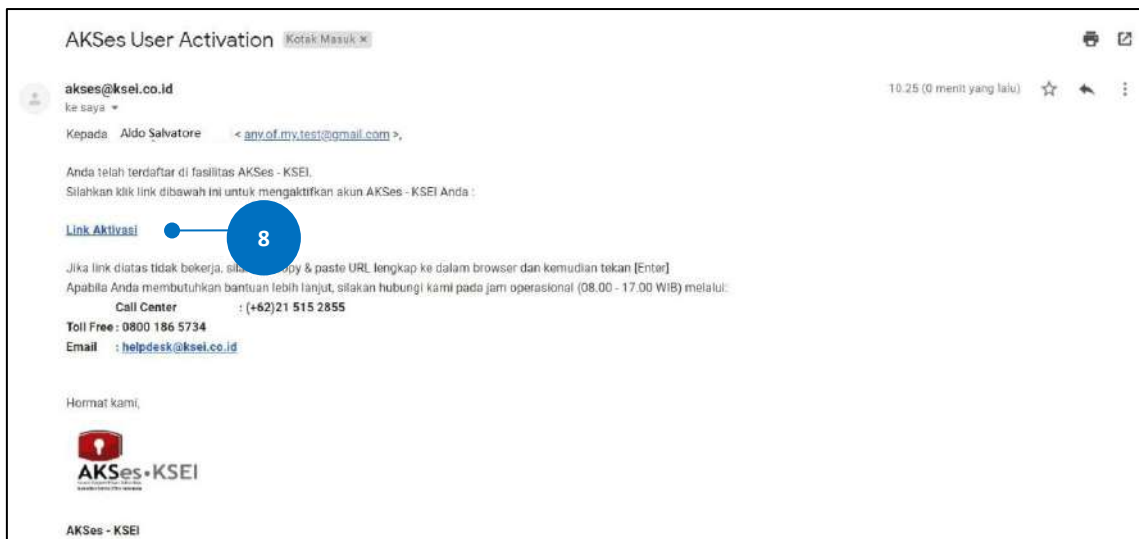 AKSes User Activation Kotak Masuk ×
akses@ksei.co.id 10.25 (0 menit yang lalu)
ke saya
Kepada Aldo Salvatore < any.of.my.test@gmail.com >,
Anda telah terdaftar di fasilitas AKSes - KSEI.
Silahkan klik link dibawah ini untuk mengaktifkan akun AKSes - KSEI Anda :
Link Aktivasi
8
Jika link diatas tidak bekerja, opy & paste URL lengkap ke dalam browser dan kemudian tekan [Enter]
Apabila Anda membutuhkan bantuan lebih lanjut, silakan hubungi kami pada jam operasional (08.00 - 17.00 WIB) melalui:
Call Center : (+62)21 515 2855
Toll Free : 0800 186 5734
Email : helpdesk@ksei.co.id
Hormat kami,
AKSes•KSEI
AKSes - KSEI